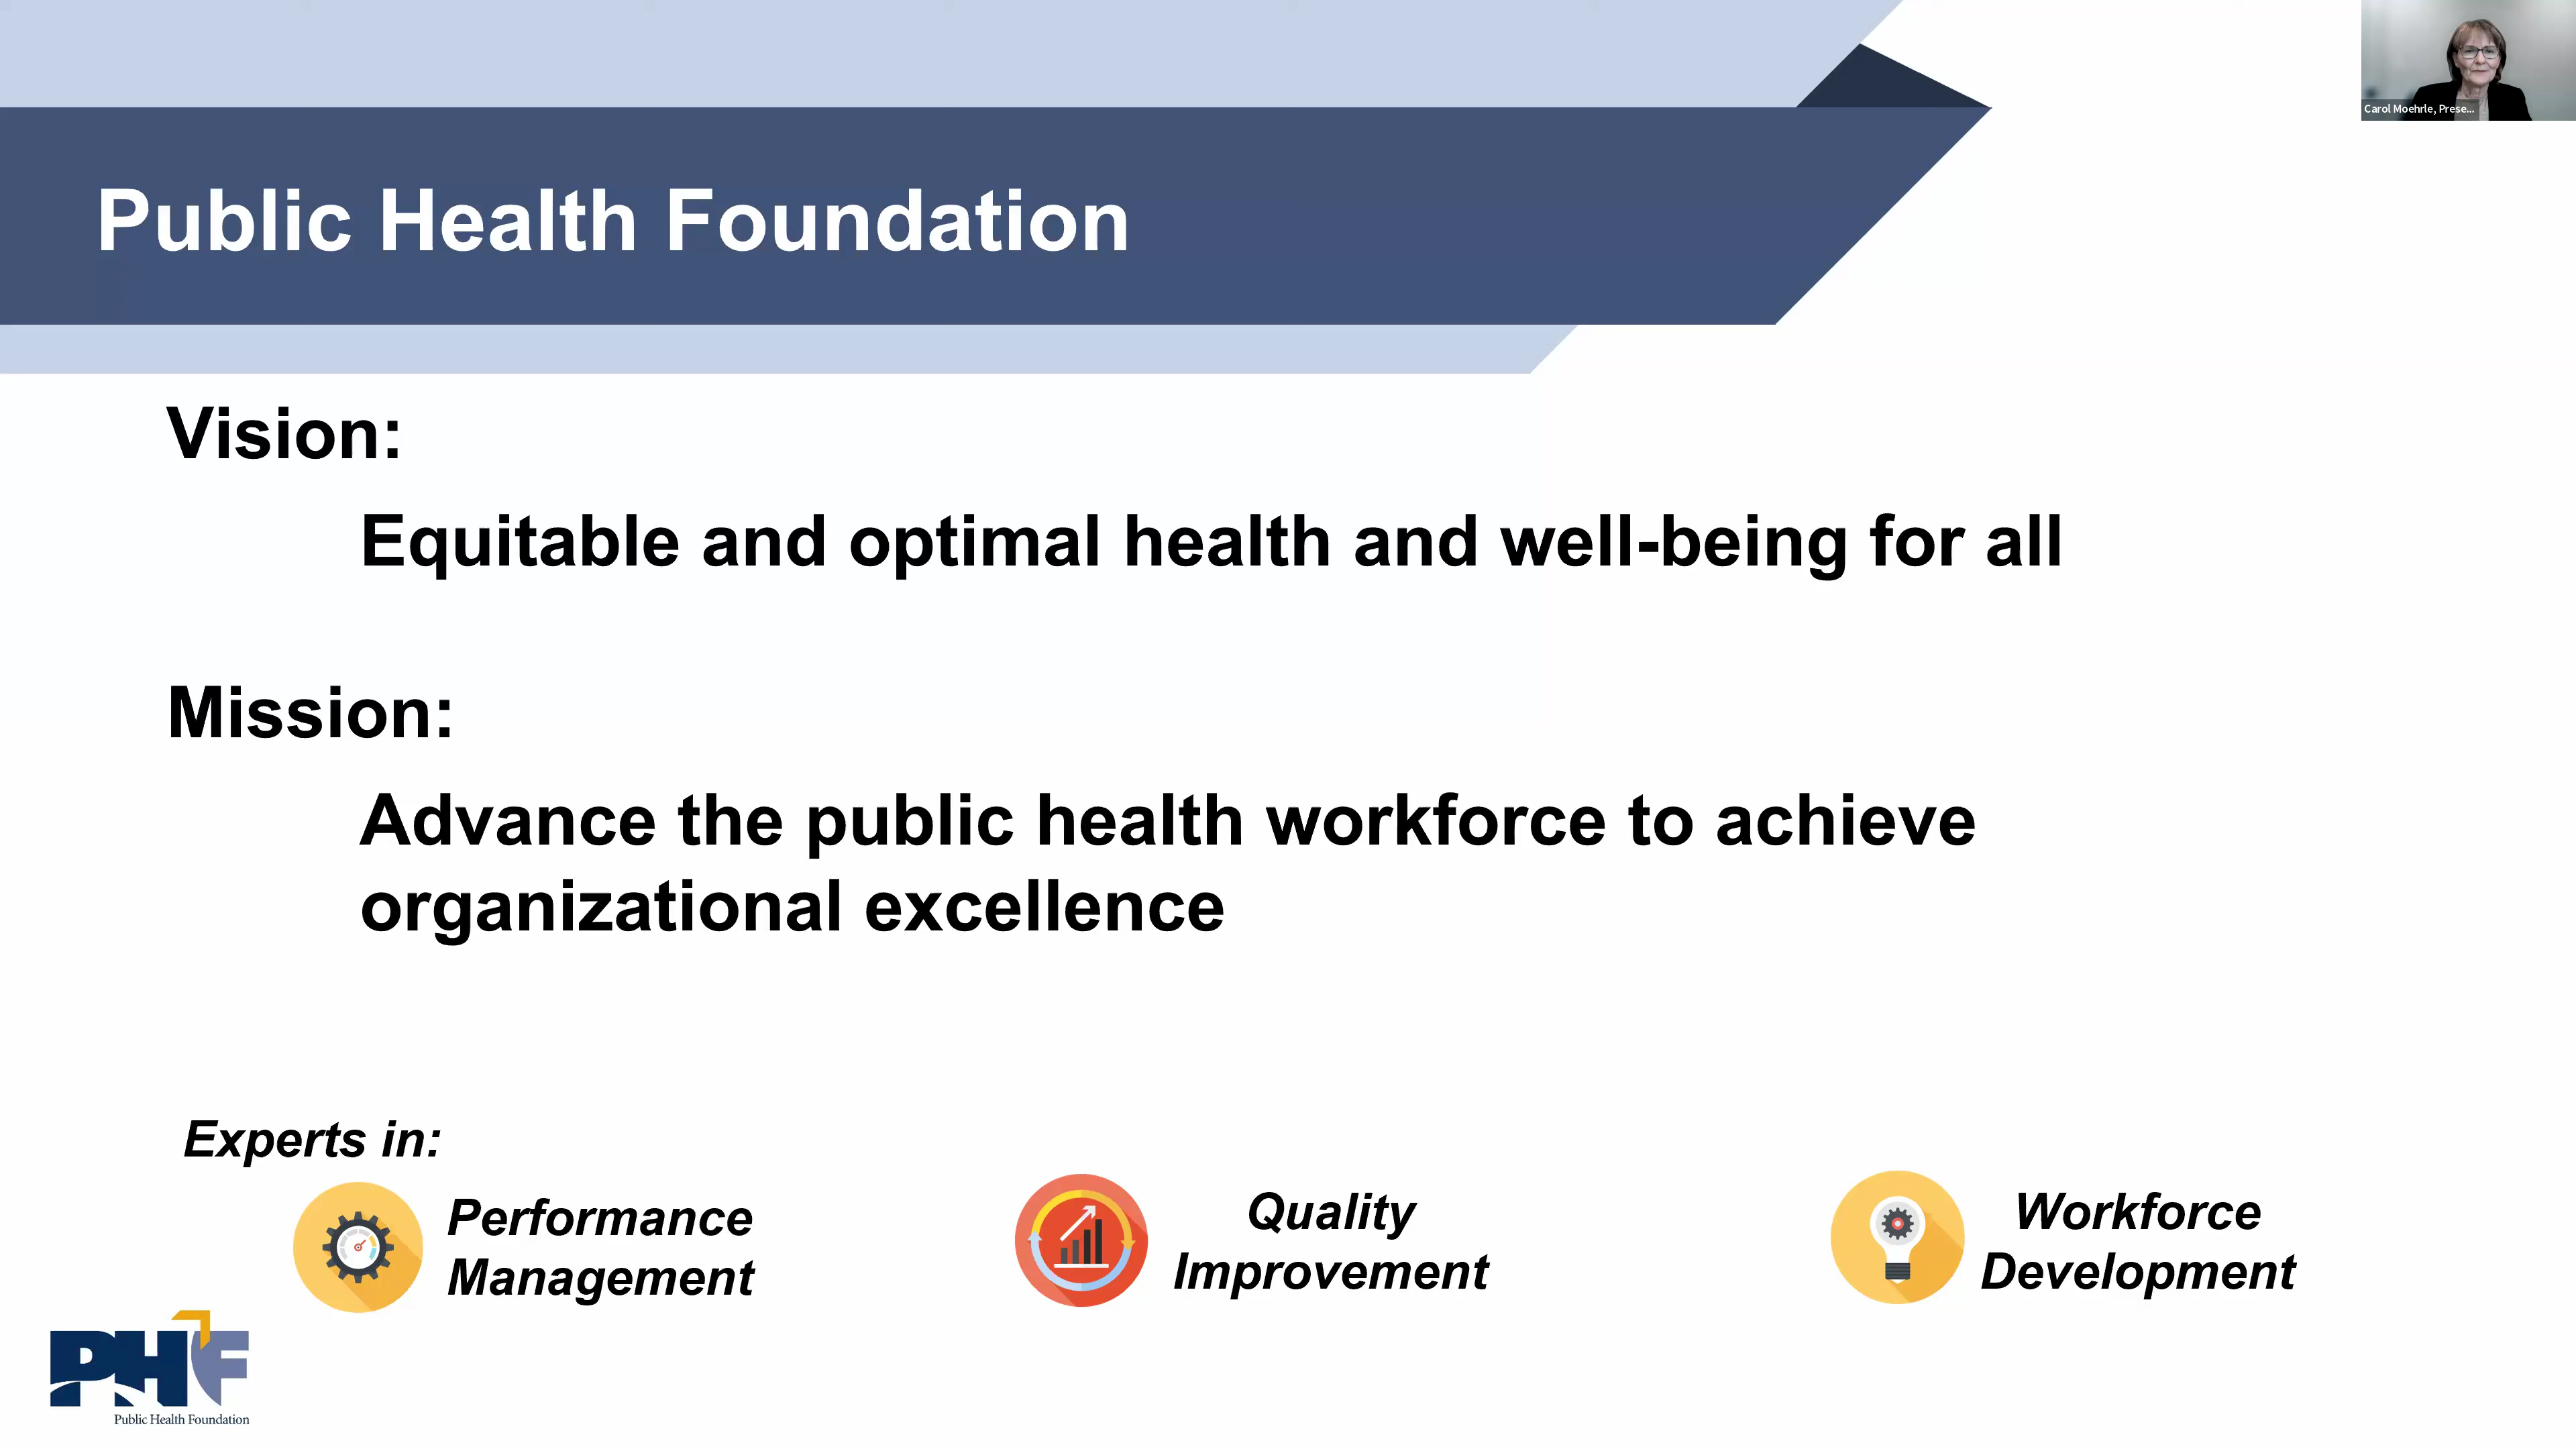 Carol Moehrle, Prese...
Public Health Foundation
Vision:
Equitable and optimal health and well-being for all
Mission:
Advance the public health workforce to achieve
organizational excellence
Experts in:
Performance
Management
Quality
Improvement
Workforce
Development
PHF
Public Health Foundation